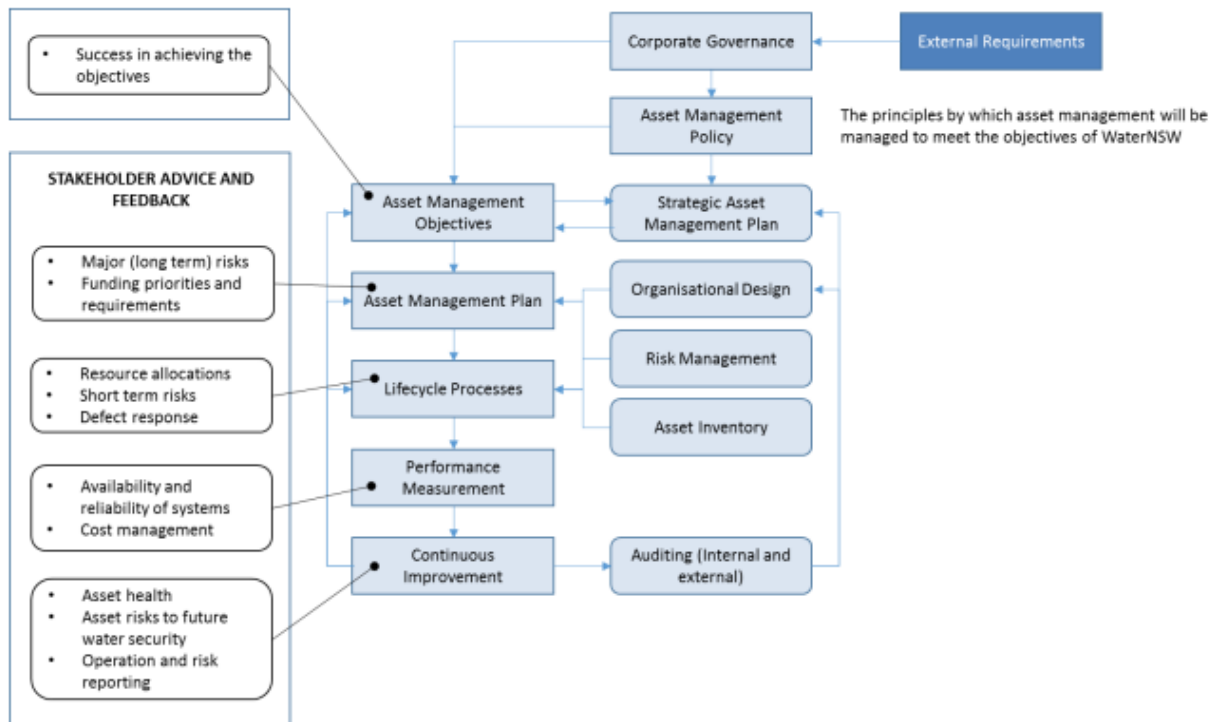 • Success in achieving the
objectives
Corporate Governance
External Requirements
Asset Management
Policy
The principles by which asset management will be
managed to meet the objectives of WaterNSW
STAKEHOLDER ADVICE AND
FEEDBACK
Asset Management
Objectives
Strategic Asset
Management Plan
• Major (long term) risks
• Funding priorities and
requirements
Asset Management Plan
Organisational Design
Risk Management
• Resource allocations
• Short term risks
• Defect response
Lifecycle Processes
Asset Inventory
• Availability and
reliability of systems
• Cost management
Performance
Measurement
Continuous
Improvement
Auditing (Internal and
external)
• Asset health
• Asset risks to future
water security
• Operation and risk
reporting